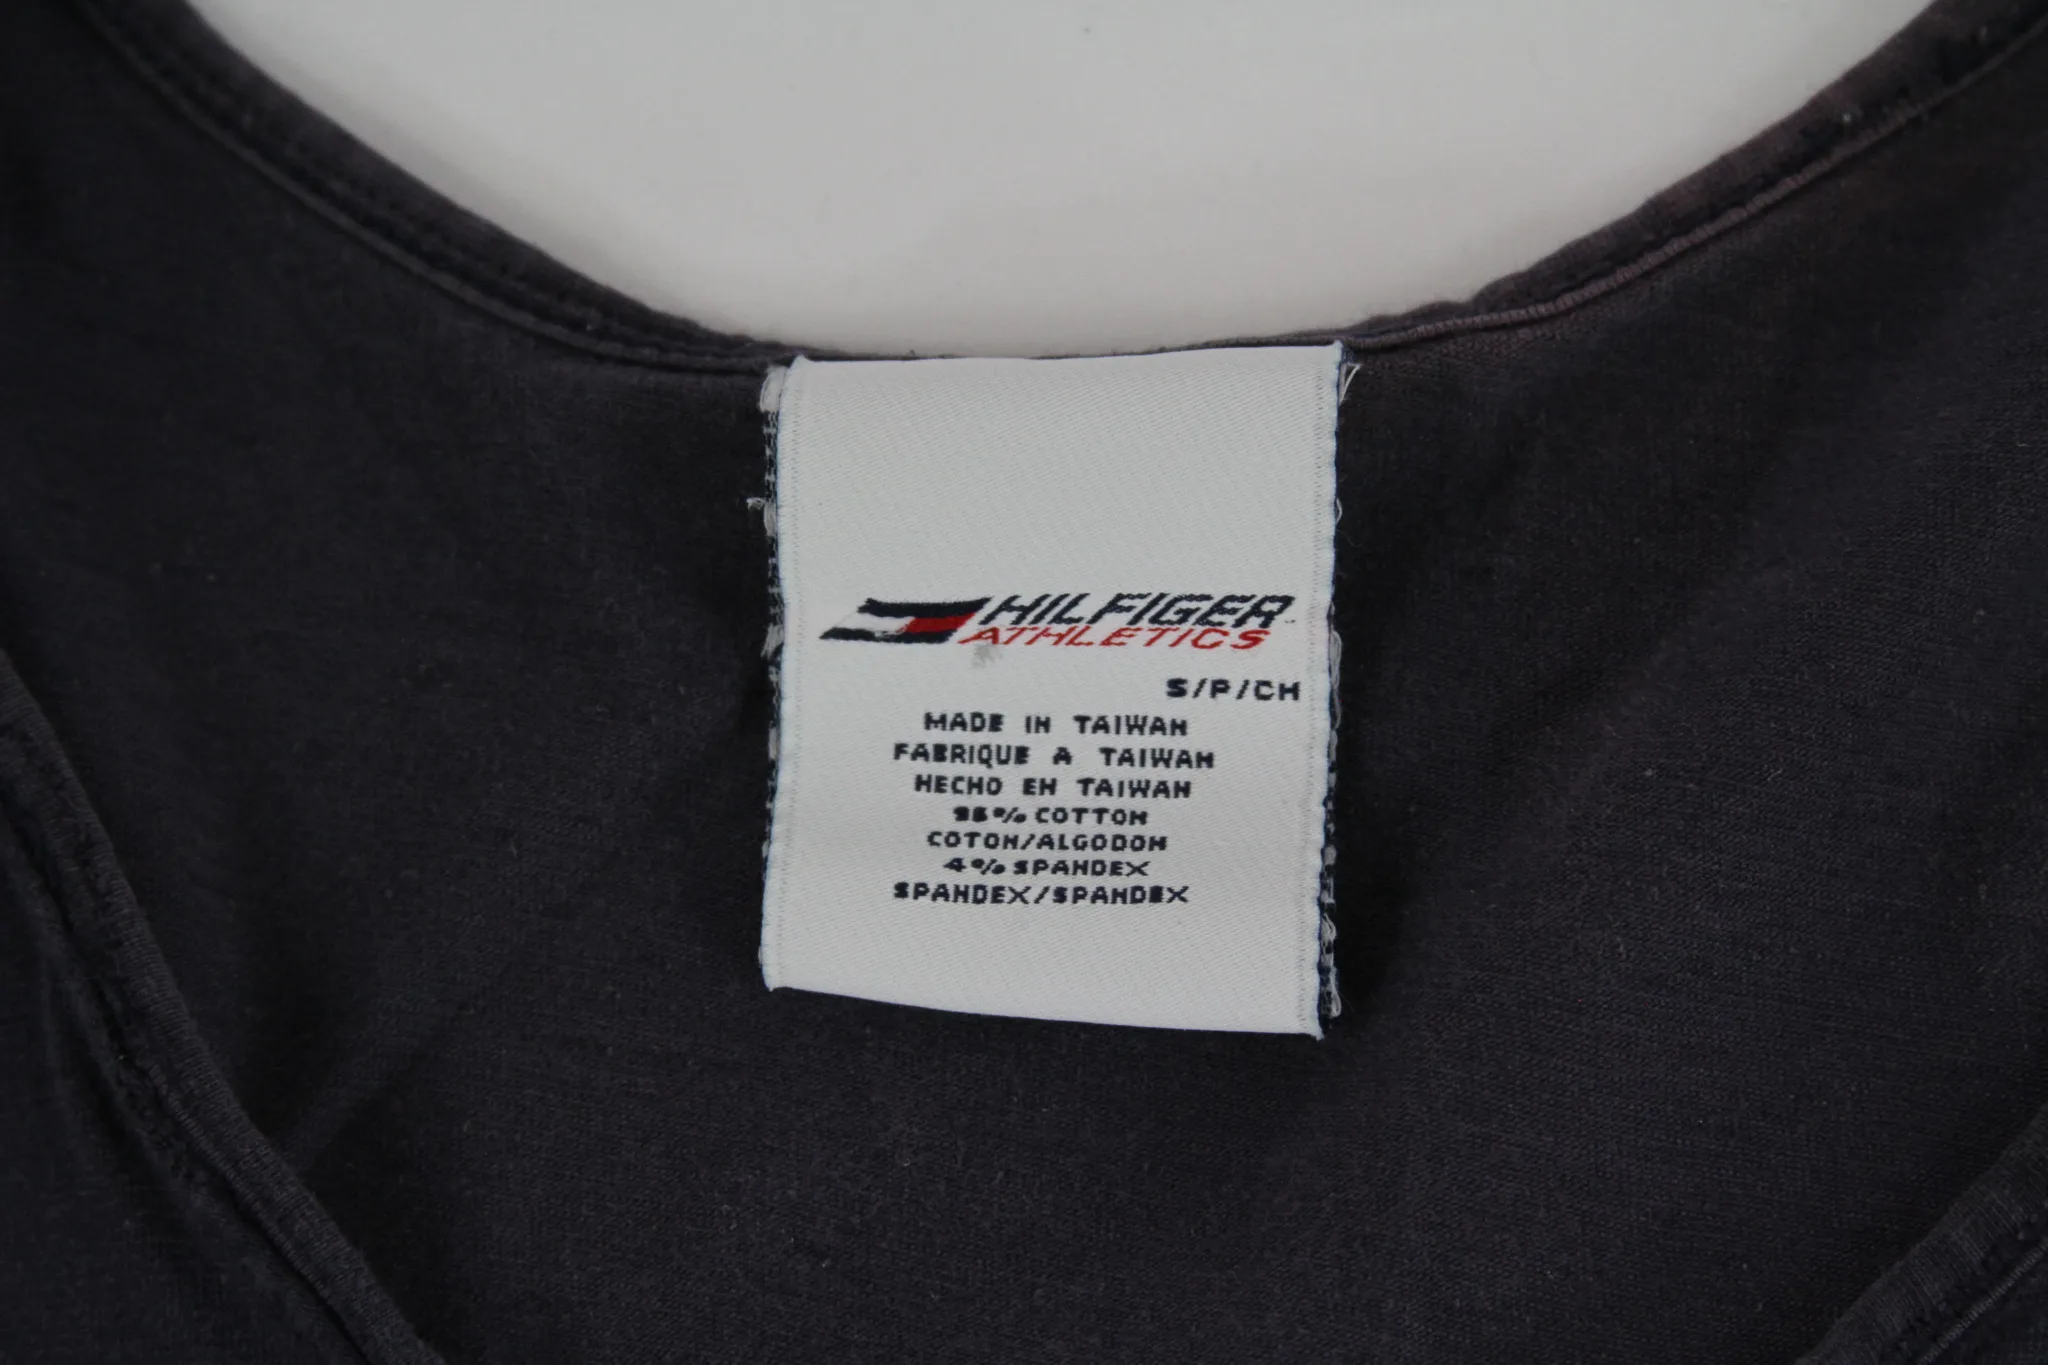 HILFIGER
ATHLETICS
S/P/CH
MADE IN TAIWAN
FABRIQUE A TAIWAN
HECHO EN TAIWAN
96% COTTON
COTON/ALGODON
4% SPANDEX
SPANDEX/SPANDEX